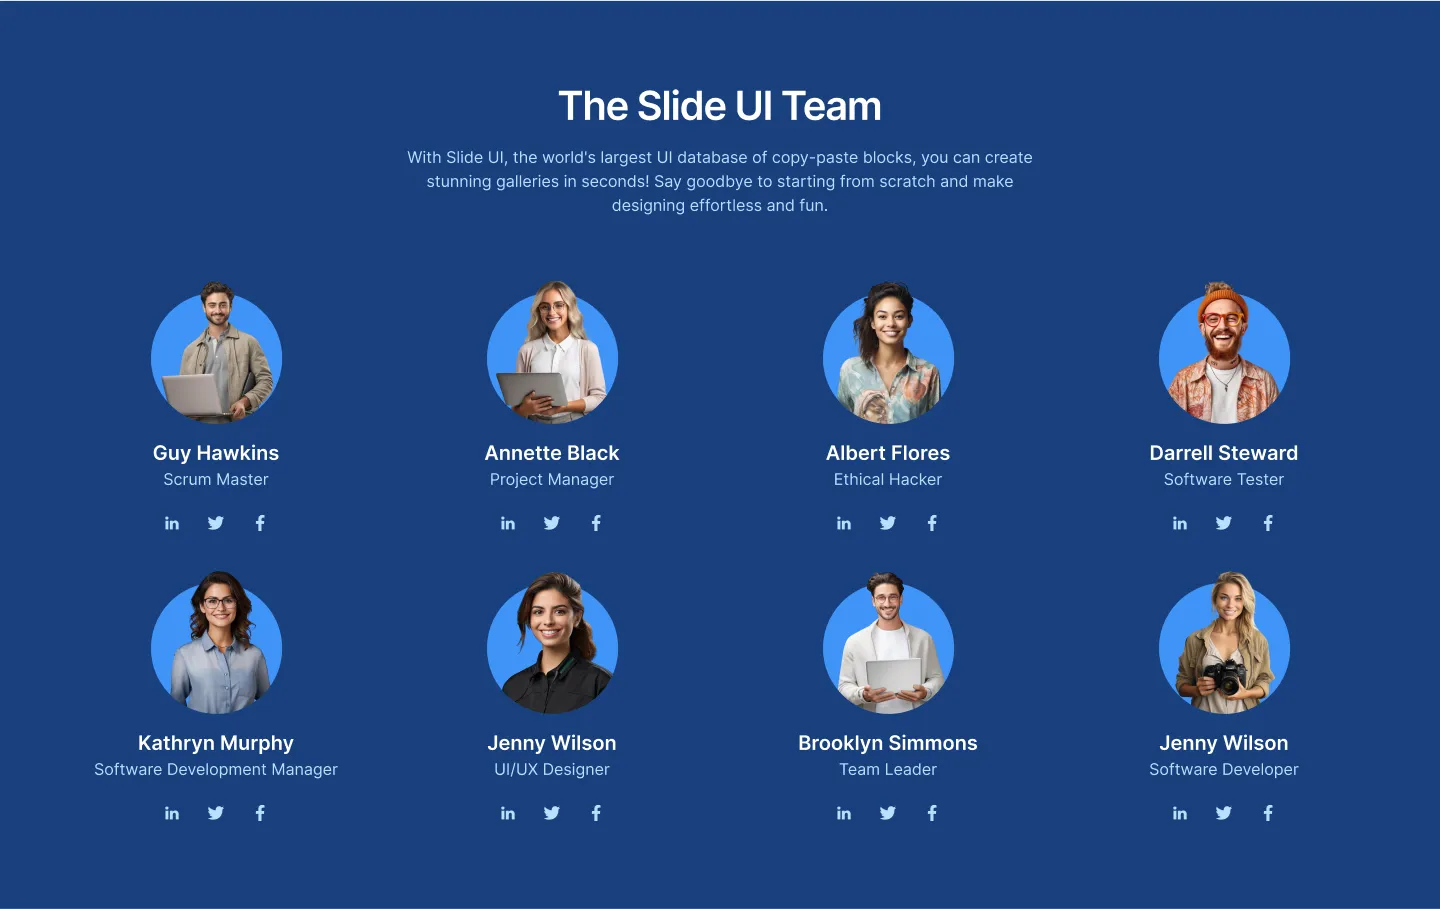 The Slide UI Team
With Slide UI, the world's largest UI database of copy-paste blocks, you can create
stunning galleries in seconds! Say goodbye to starting from scratch and make
designing effortless and fun.
Guy Hawkins
Scrum Master
Annette Black
Project Manager
Albert Flores
Ethical Hacker
Darrell Steward
Software Tester
Kathryn Murphy
Software Development Manager
Jenny Wilson
UI/UX Designer
Brooklyn Simmons
Team Leader
Jenny Wilson
Software Developer